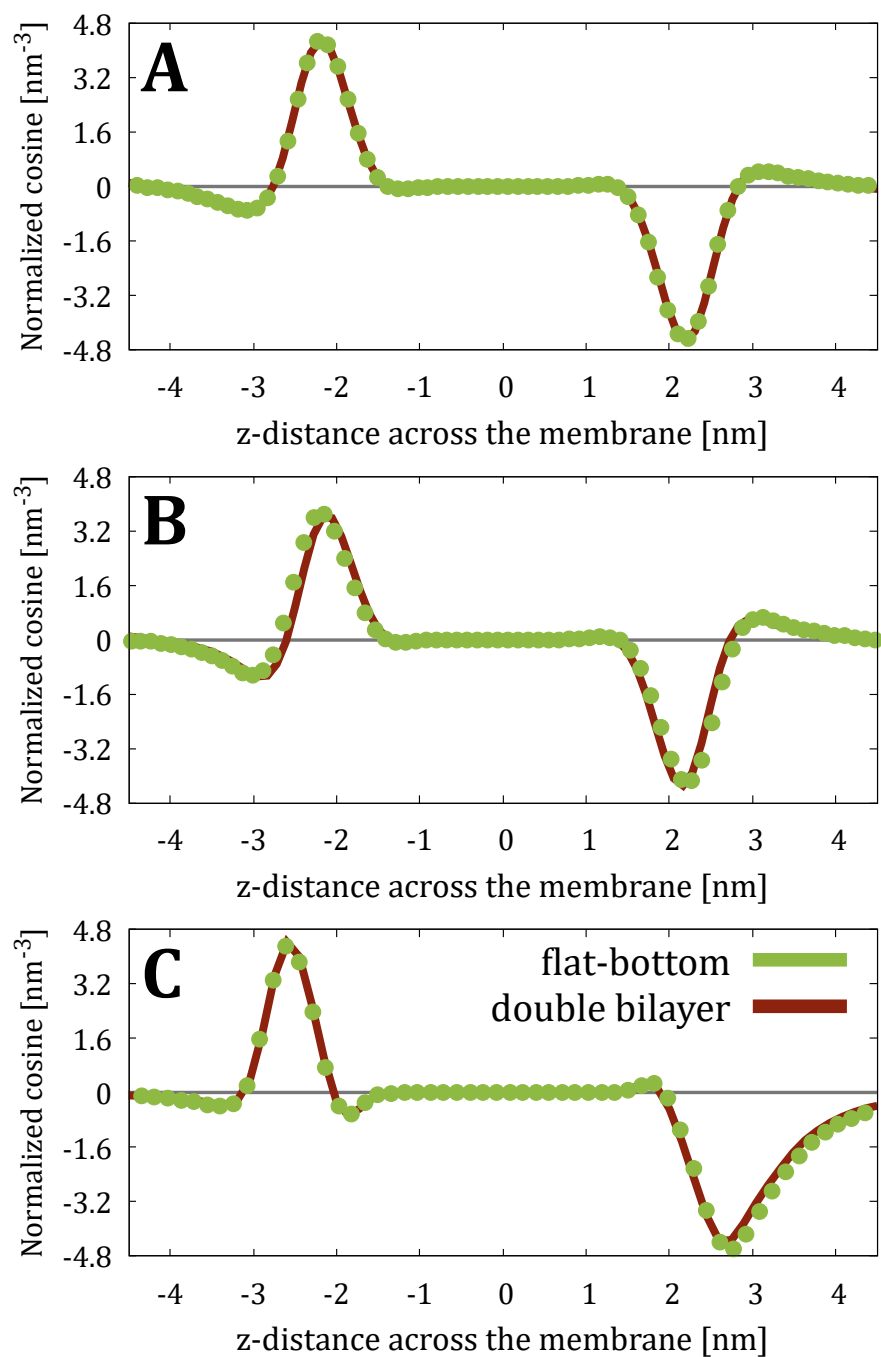 A
Normalized cosine [nm⁻³]
4.8
3.2
1.6
0
-1.6
-3.2
-4.8
-4 -3 -2 -1 0 1 2 3 4
z-distance across the membrane [nm]
B
Normalized cosine [nm⁻³]
4.8
3.2
1.6
0
-1.6
-3.2
-4.8
-4 -3 -2 -1 0 1 2 3 4
z-distance across the membrane [nm]
C
flat-bottom
double bilayer
Normalized cosine [nm⁻³]
4.8
3.2
1.6
0
-1.6
-3.2
-4.8
-4 -3 -2 -1 0 1 2 3 4
z-distance across the membrane [nm]